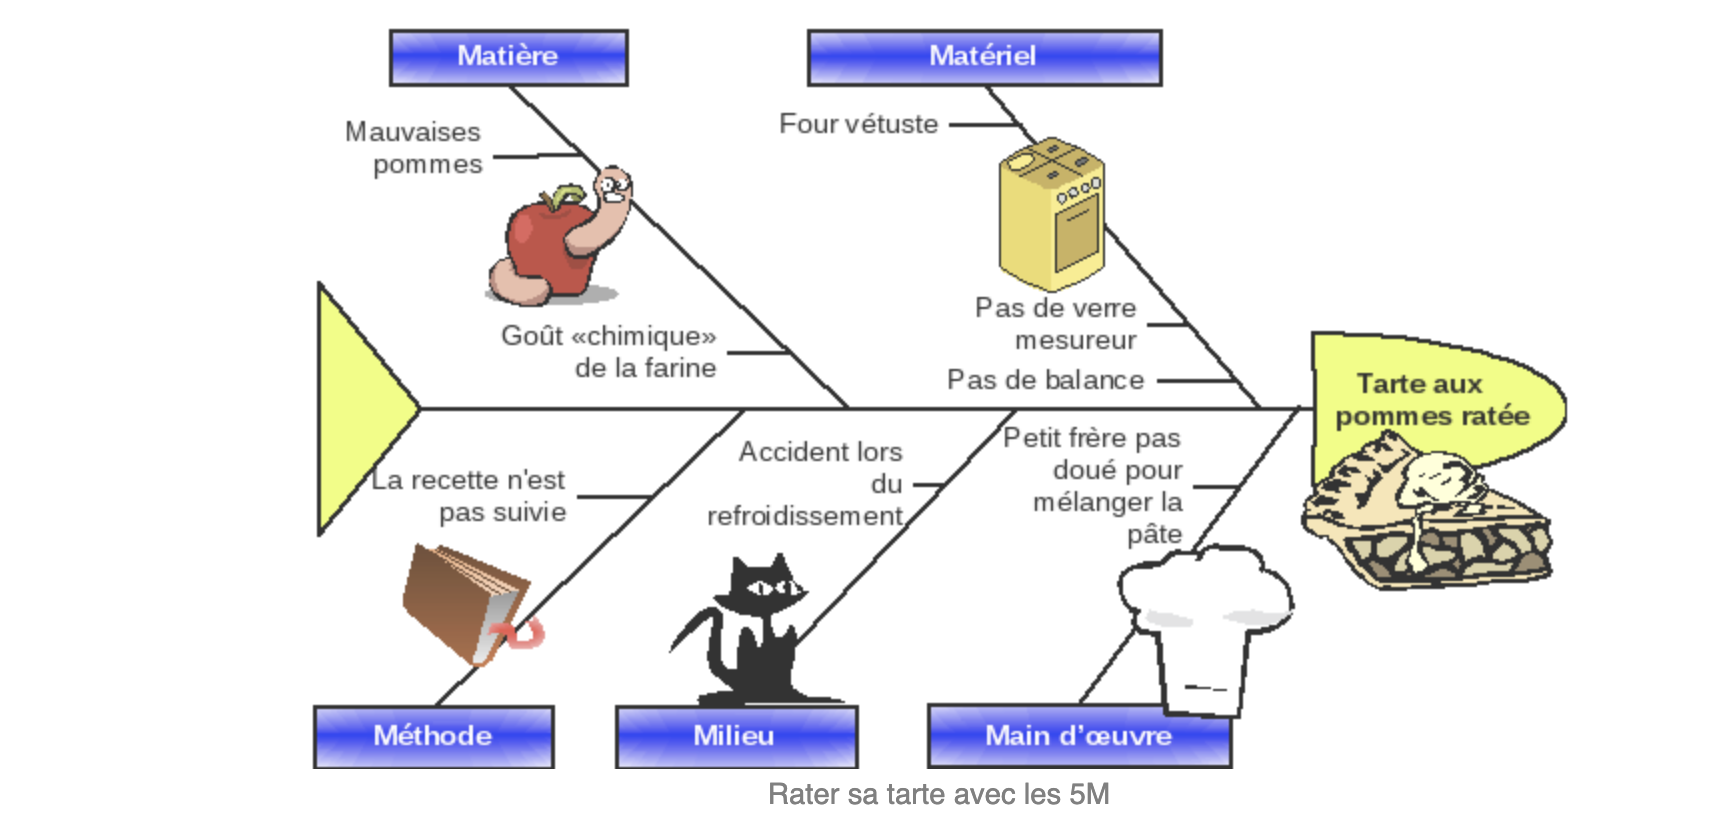 Matière
Matériel
Mauvaises
pommes
Four vétuste
Goût «chimique»
de la farine
Pas de verre
mesureur
Pas de balance
Tarte aux
pommes ratée
La recette n'est
pas suivie
Accident lors
du
refroidissement
Petit frère pas
doué pour
mélanger la
pâte
Méthode
Milieu
Main d’œuvre
Rater sa tarte avec les 5M